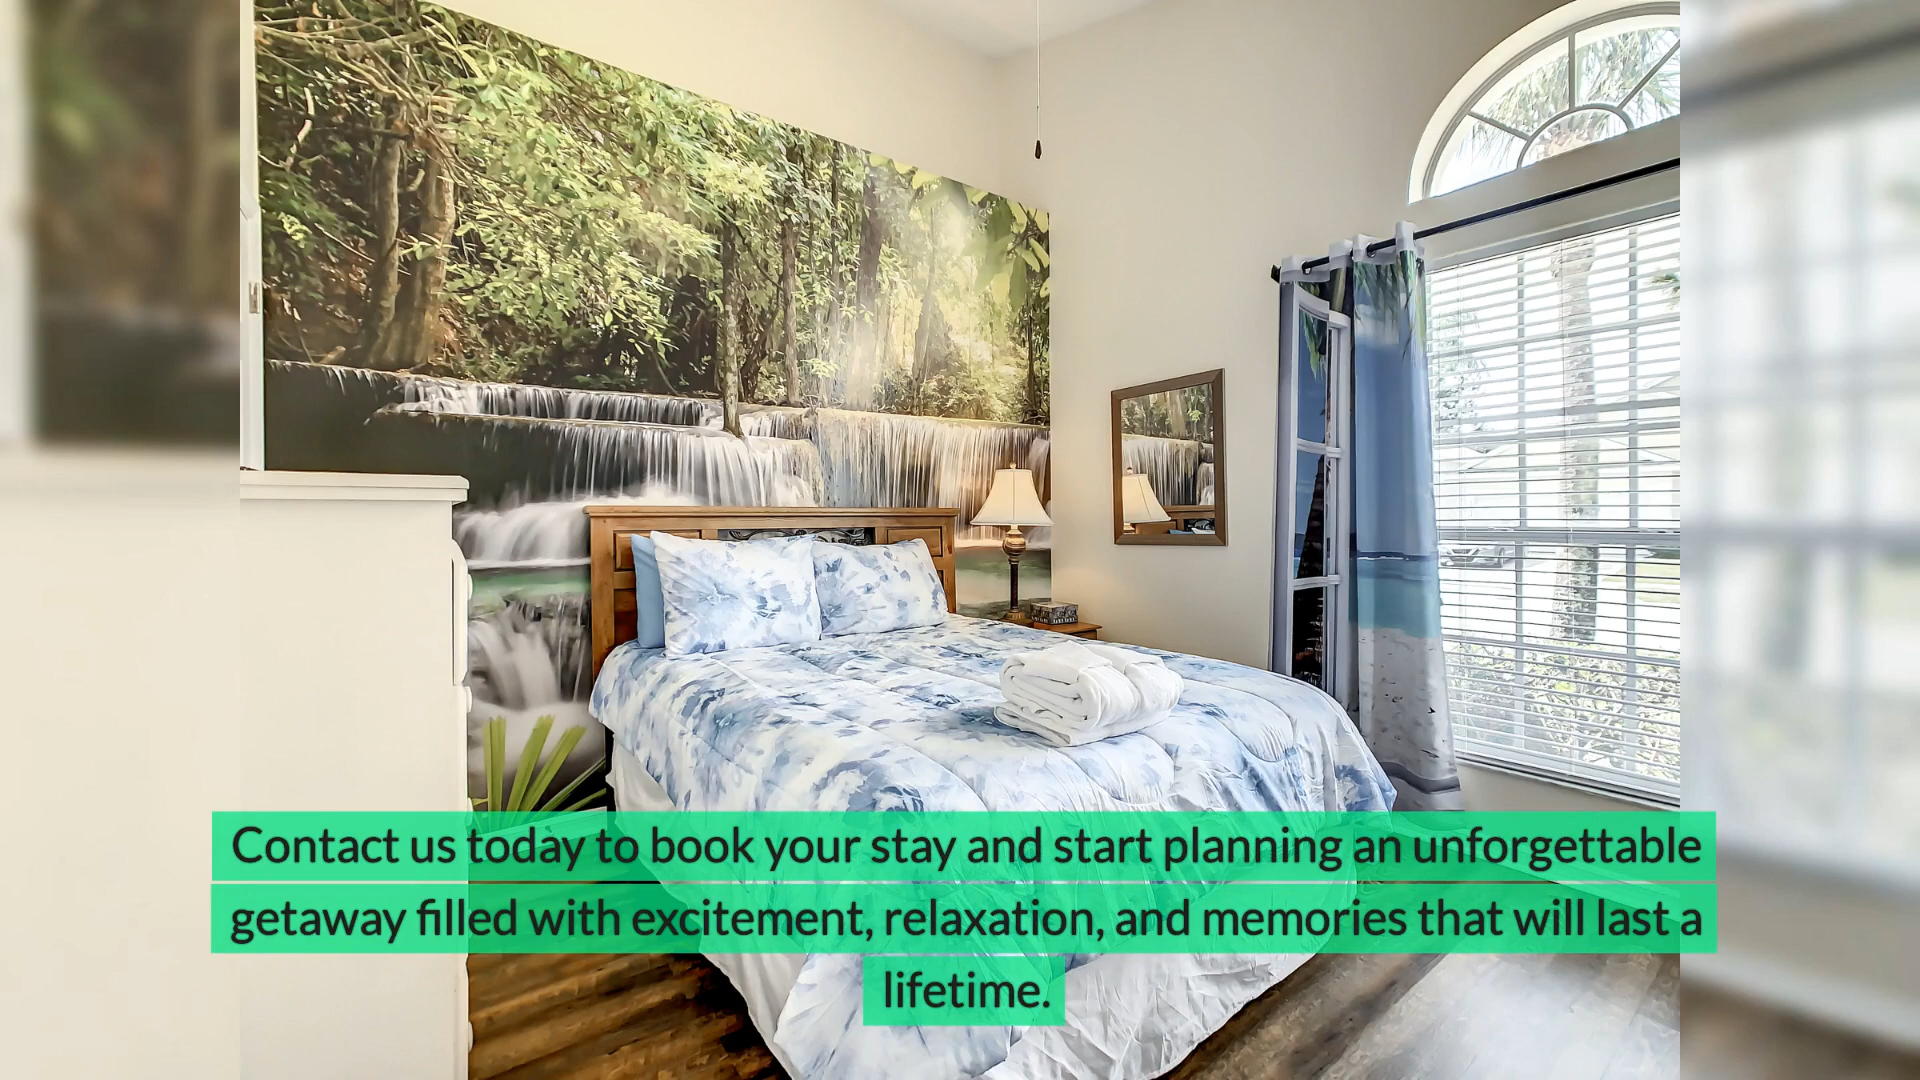 Contact us today to book your stay and start planning an unforgettable
getaway filled with excitement, relaxation, and memories that will last a
lifetime.